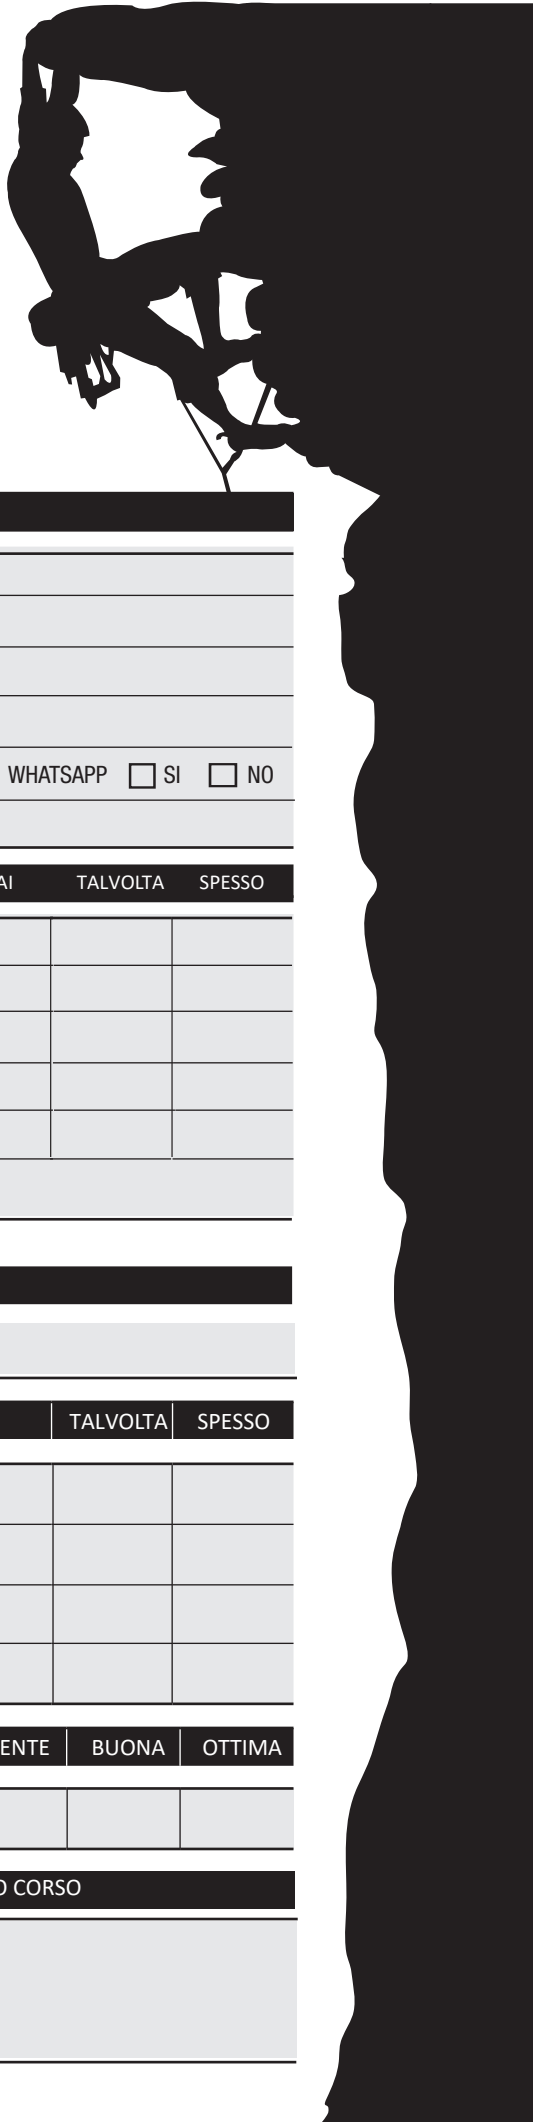 WHATSAPP SI NO
AI TALVOLTA SPESSO
TALVOLTA SPESSO
ENTE BUONA OTTIMA
O CORSO